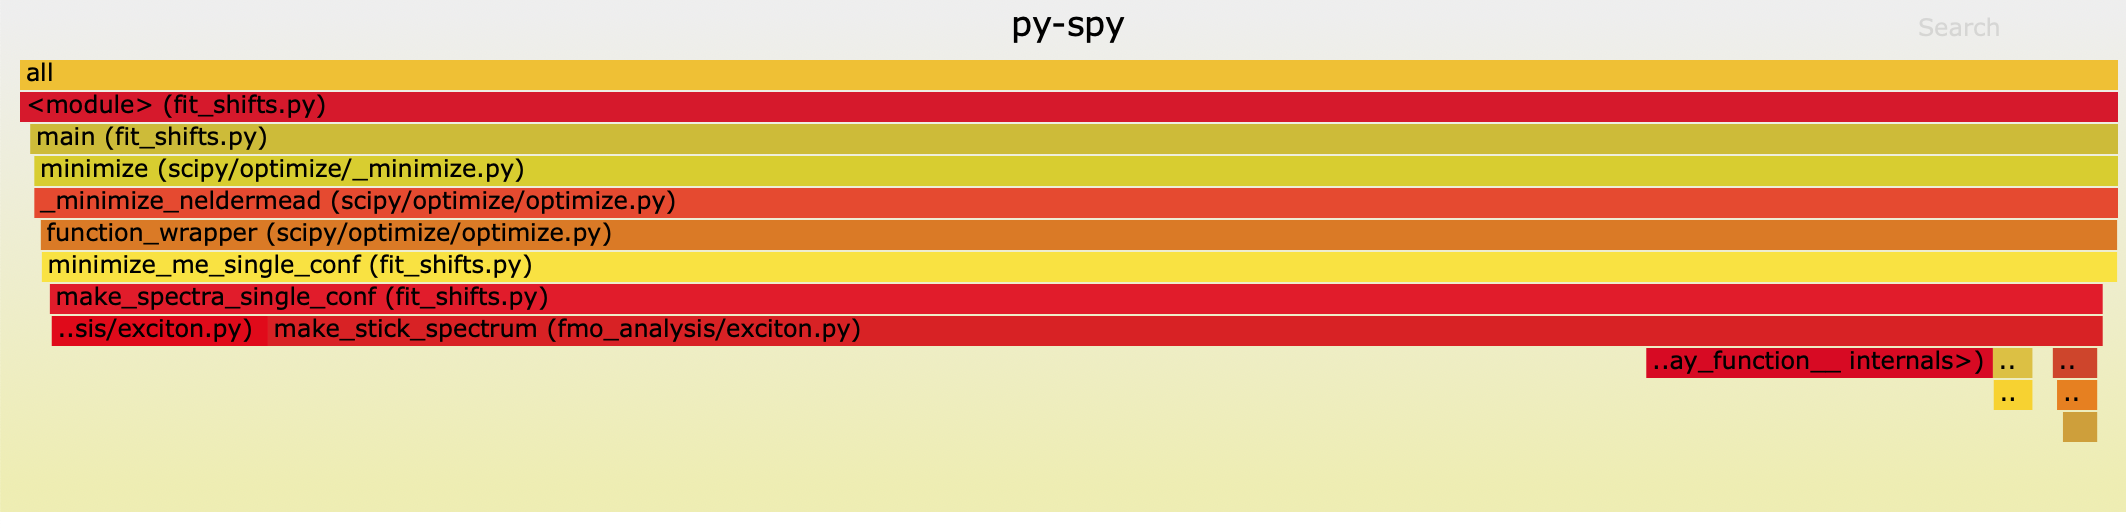 py-spy
Search
all
<module> (fit_shifts.py)
main (fit_shifts.py)
minimize (scipy/optimize/_minimize.py)
_minimize_neldermead (scipy/optimize/optimize.py)
function_wrapper (scipy/optimize/optimize.py)
minimize_me_single_conf (fit_shifts.py)
make_spectra_single_conf (fit_shifts.py)
..sis/exciton.py) make_stick_spectrum (fmo_analysis/exciton.py)
..ay_function__ internals>) .. ..
.. ..